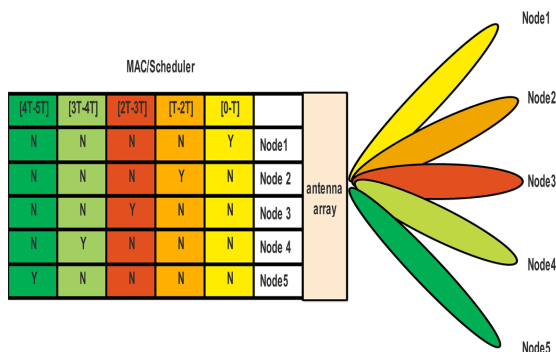 Node1
MAC/Scheduler
[4T-5T] [3T-4T] [2T-3T] [T-2T] [0-T]
Node2
N N N N Y Node1
N N N Y N Node 2
Node3
antenna
array
N N Y N N Node 3
N Y N N N Node 4
Node4
Y N N N N Node5
Node5